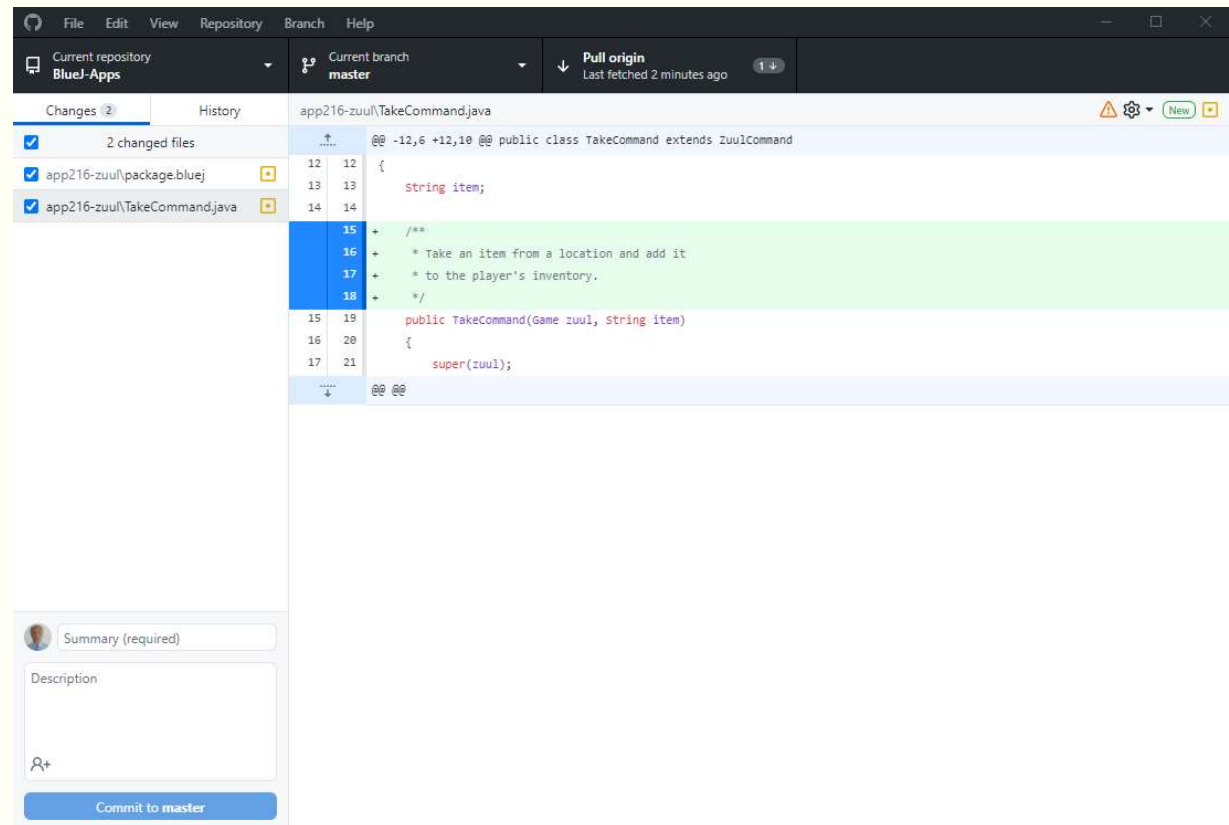 File Edit View Repository Branch Help
Current repository
BlueJ-Apps
Current branch
master
Pull origin
Last fetched 2 minutes ago
1
Changes 2
History
app216-zuul\TakeCommand.java
New
2 changed files
app216-zuul\package.bluej
app216-zuul\TakeCommand.java
@@ -12,6 +12,10 @@ public class TakeCommand extends ZuulCommand
12 12 {
13 13 String item;
14 14
15 + /**
16 + * Take an item from a location and add it
17 + * to the player's inventory.
18 + */
15 19 public TakeCommand(Game zuul, String item)
16 20 {
17 21 super(zuul);
@@ @@
Summary (required)
Description
Commit to master